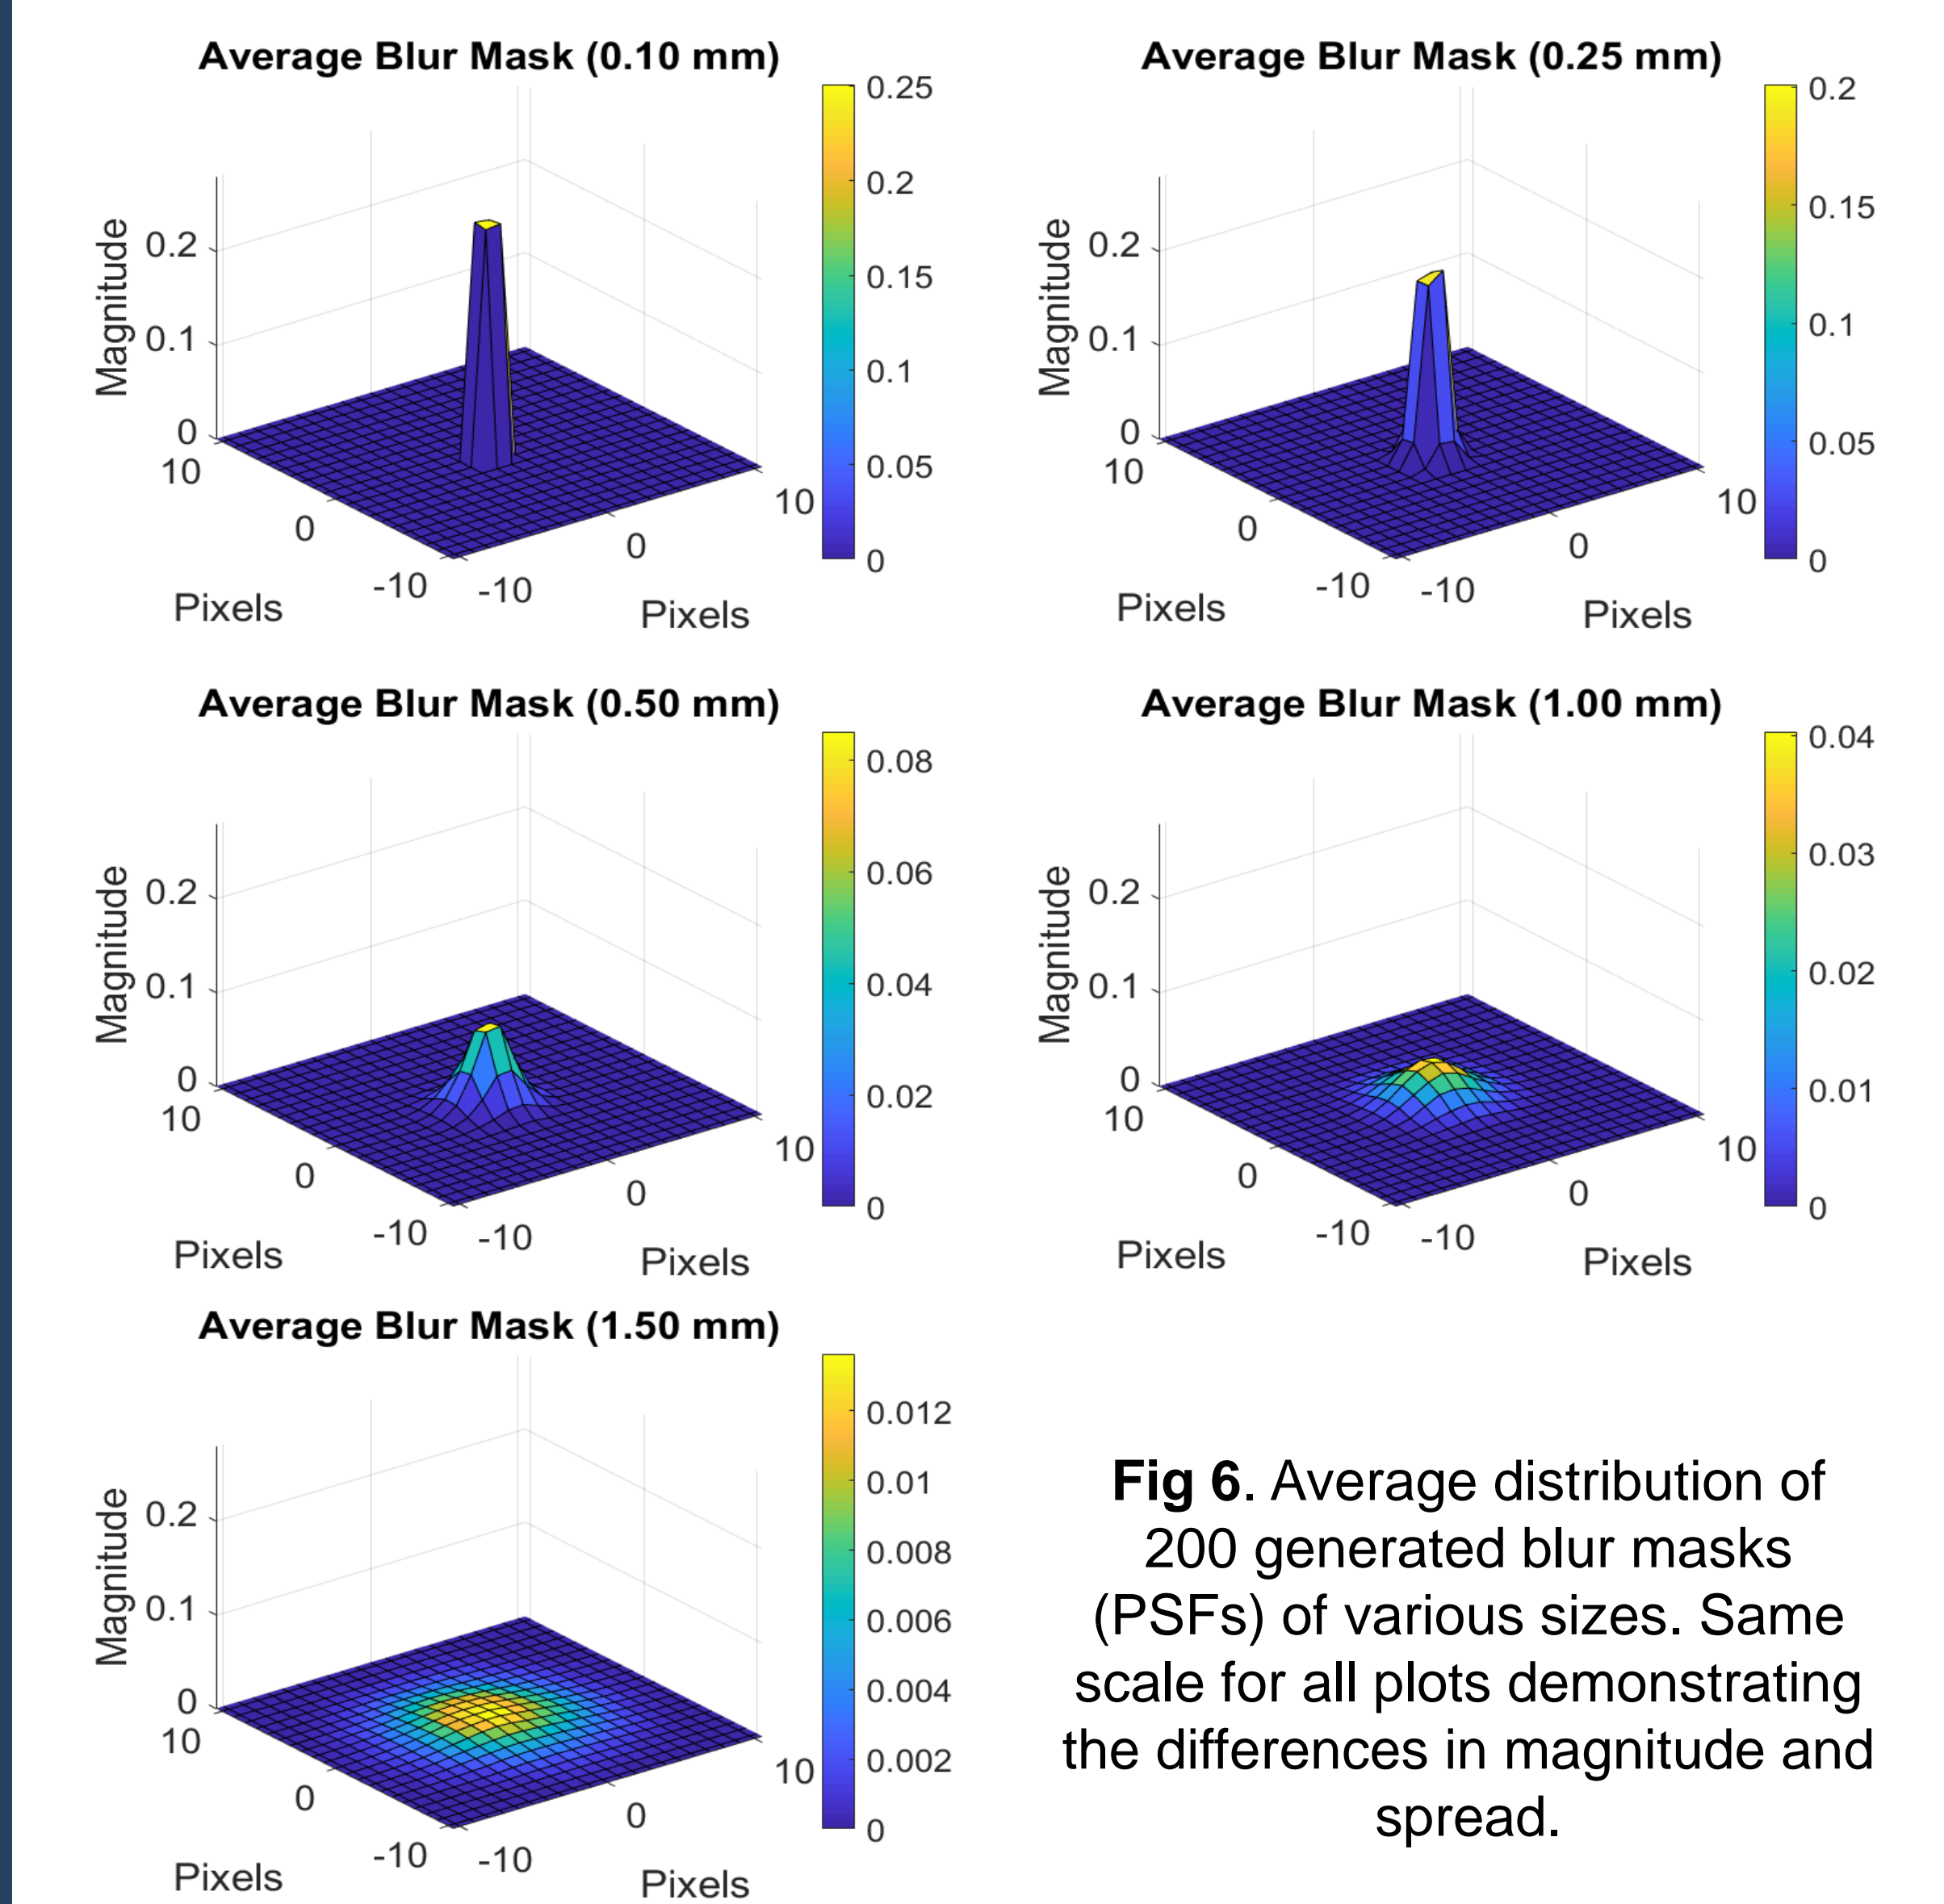 Average Blur Mask (0.10 mm)
0.25
0.2
0.15
0.1
0.05
0
Magnitude
0.2
0.1
0
10
0
-10
Pixels
-10
0
10
Pixels
Average Blur Mask (0.25 mm)
0.2
0.15
0.1
0.05
0
Magnitude
0.2
0.1
0
10
0
-10
Pixels
-10
0
10
Pixels
Average Blur Mask (0.50 mm)
0.08
0.06
0.04
0.02
0
Magnitude
0.2
0.1
0
10
0
-10
Pixels
-10
0
10
Pixels
Average Blur Mask (1.00 mm)
0.04
0.03
0.02
0.01
0
Magnitude
0.2
0.1
0
10
0
-10
Pixels
-10
0
10
Pixels
Average Blur Mask (1.50 mm)
0.012
0.01
0.008
0.006
0.004
0.002
0
Magnitude
0.2
0.1
0
10
0
-10
Pixels
-10
0
10
Pixels
Fig 6. Average distribution of
200 generated blur masks
(PSFs) of various sizes. Same
scale for all plots demonstrating
the differences in magnitude and
spread.